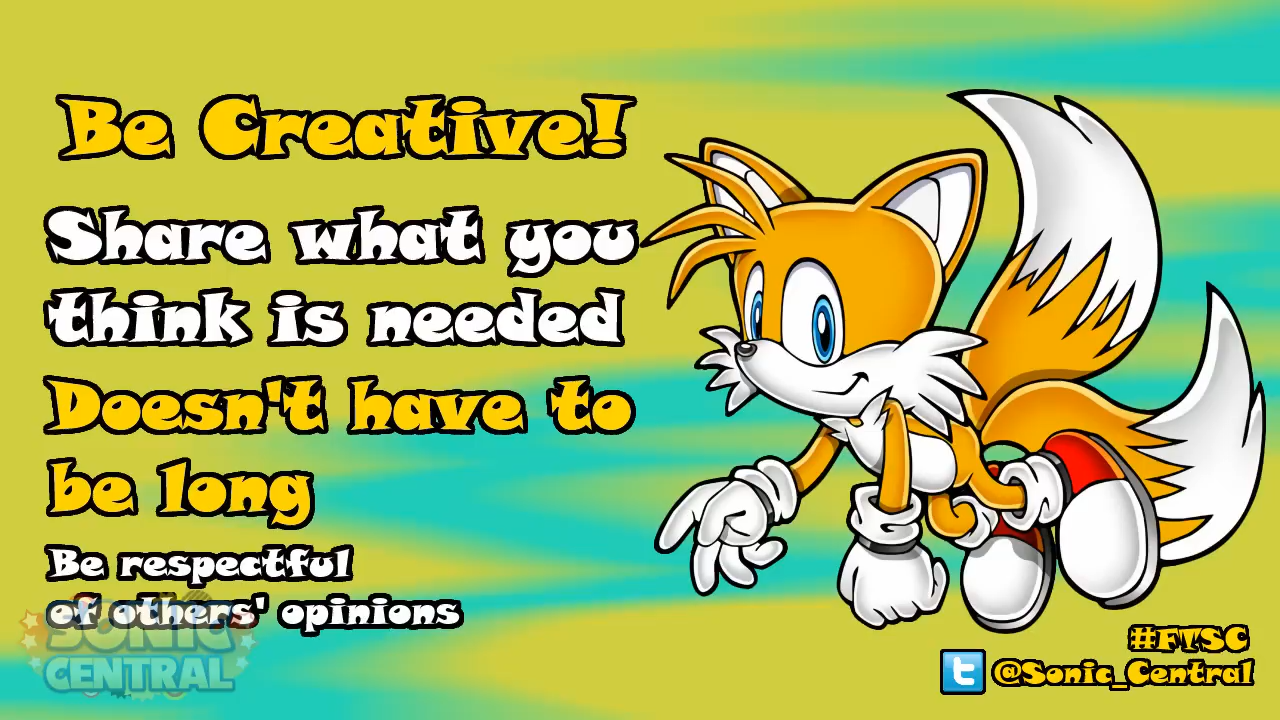 Be Creative!
Share what you
think is needed
Doesn't have to
be long
Be respectful
of others' opinions
SONIC
CENTRAL
#FTSC
@Sonic_Central